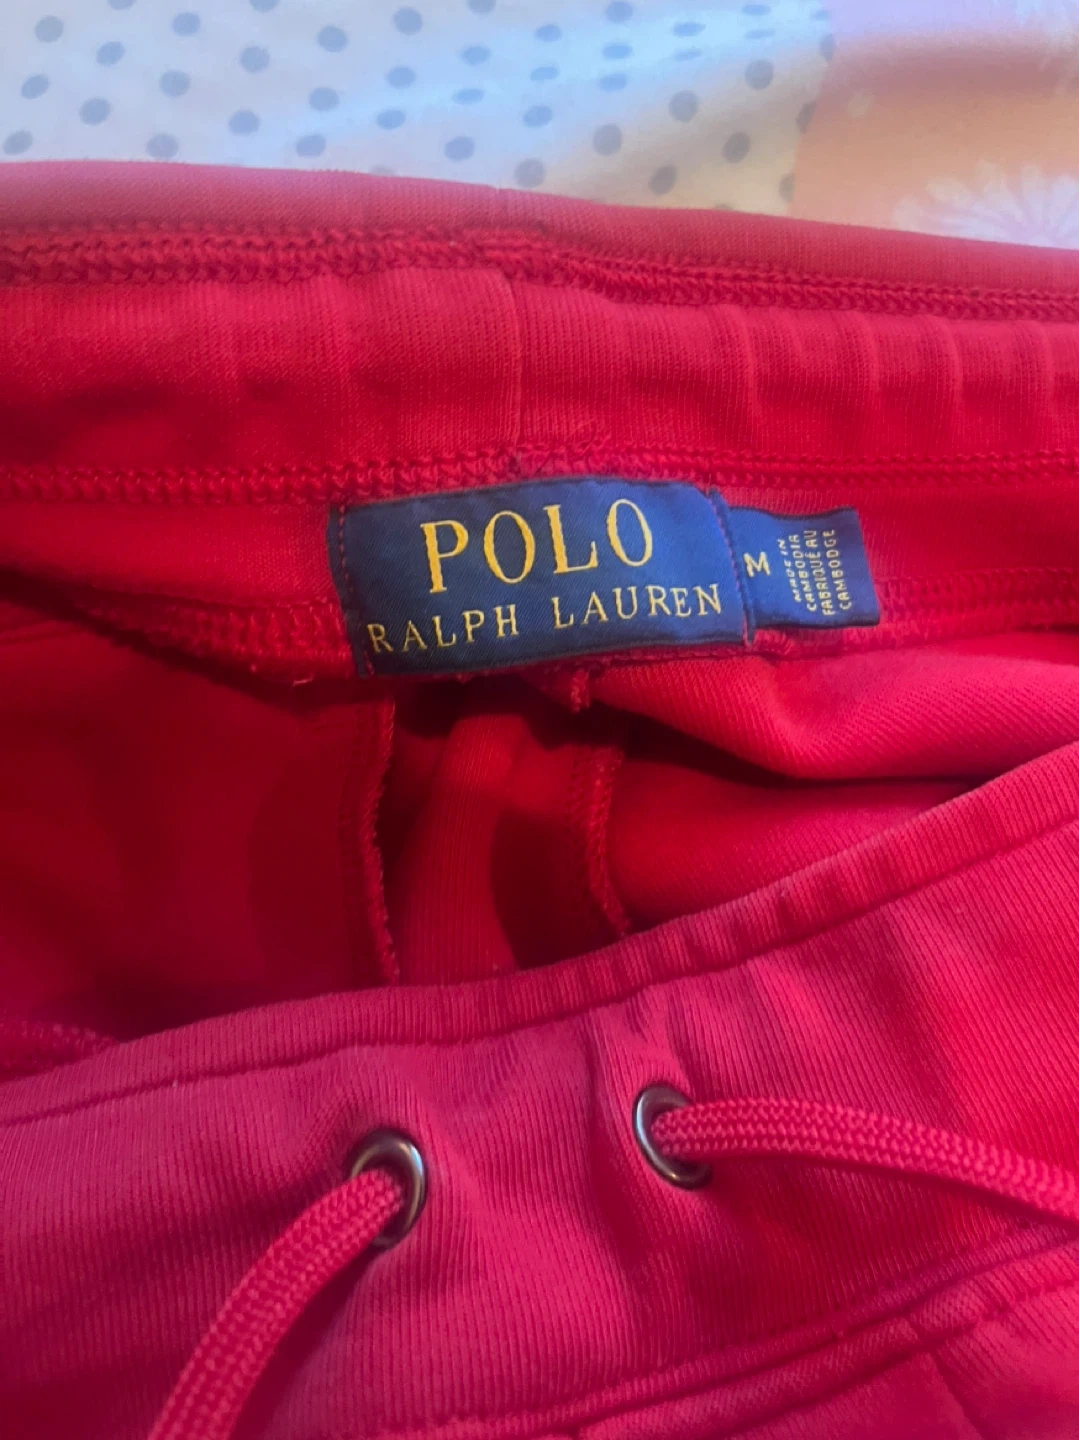 POLO
RALPH LAUREN
M
MADE IN
CAMBODIA
FABRIQUÉ AU
CAMBODGE